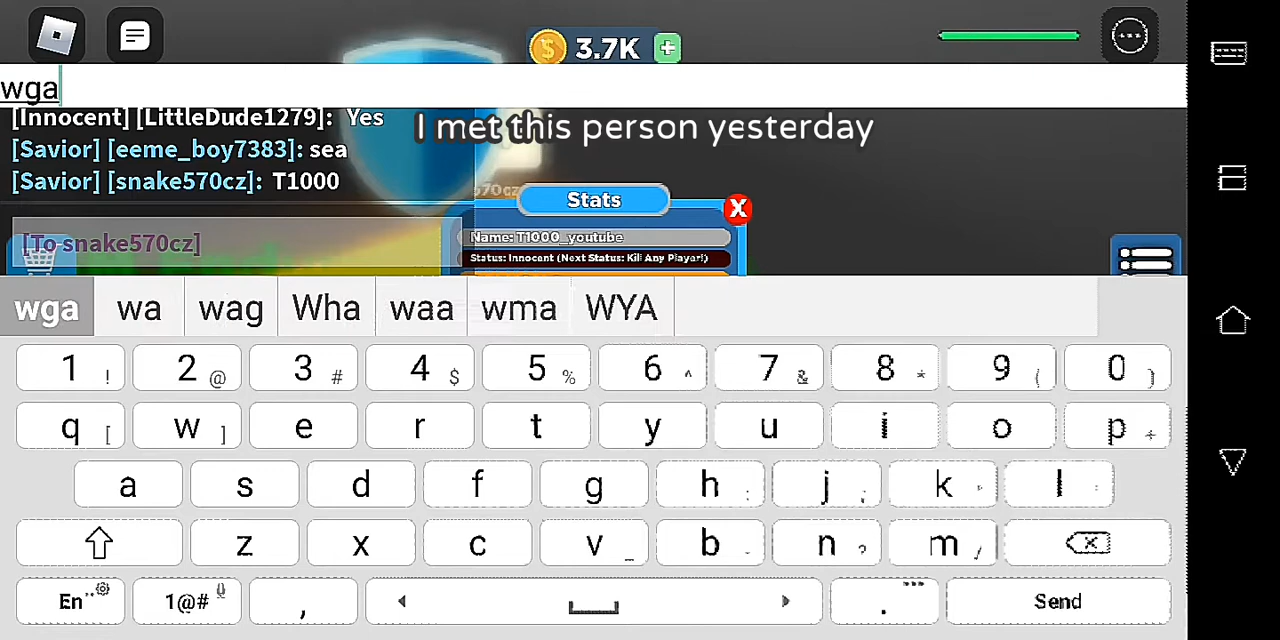 3.7K
wga
[Innocent] [LittleDude1279]: Yes
I met this person yesterday
[Savior] [eeme_boy7383]: sea
[Savior] [snake570cz]: T1000
70cz
Stats
X
[To snake570cz]
Name: T1000_youtube
Status: Innocent (Next Status: Kill Any Player!)
wga wa wag Wha waa wma WYA
1 ! 2 @ 3 # 4 $ 5 % 6 ^ 7 & 8 * 9 ( 0 )
q [ w ] e r t y u i o p +
a s d f g h : j ; k l
z x c v _ b - n ? m /
En 1@# , . Send